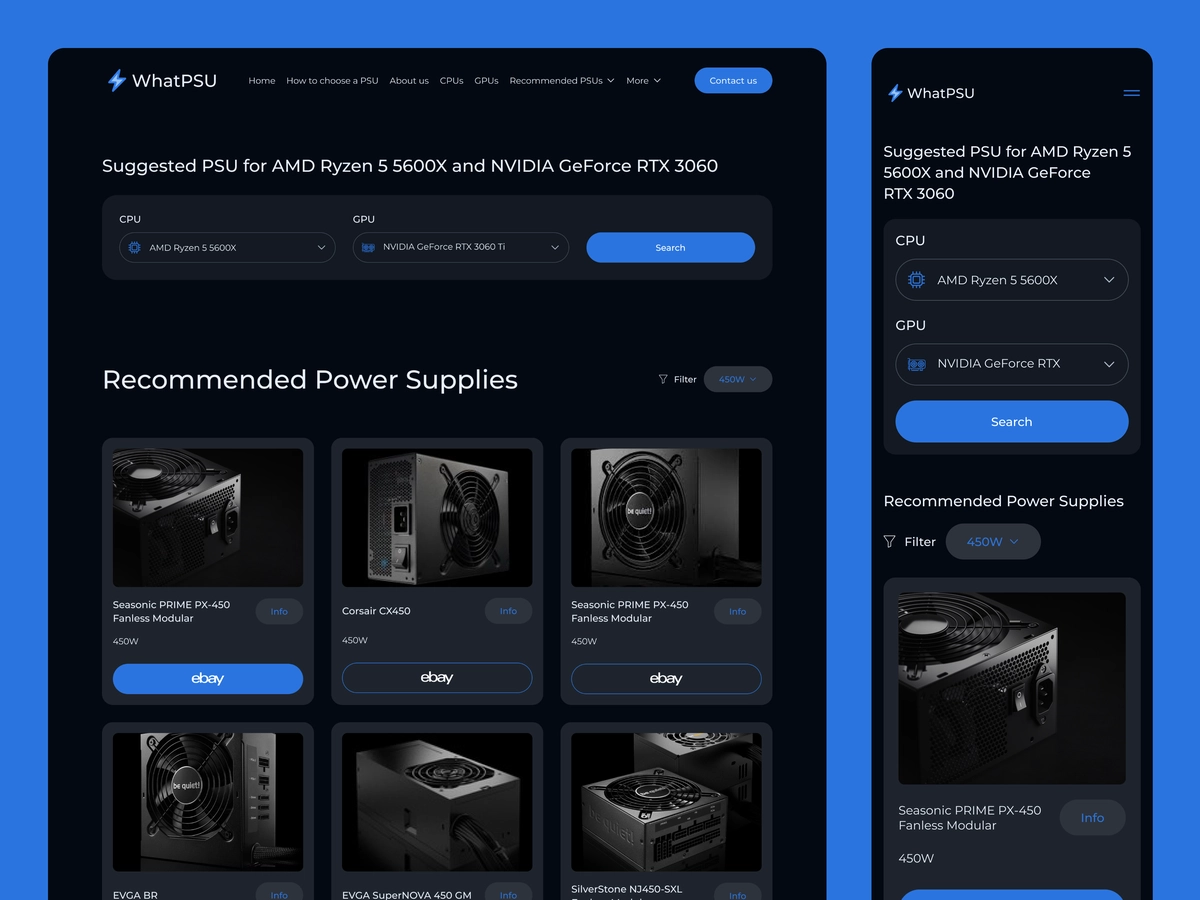 WhatPSU
Home How to choose a PSU About us CPUs GPUs Recommended PSUs More
Contact us
Suggested PSU for AMD Ryzen 5 5600X and NVIDIA GeForce RTX 3060
CPU GPU
AMD Ryzen 5 5600X NVIDIA GeForce RTX 3060 Ti Search
Recommended Power Supplies
Filter 450W
be quiet!
Seasonic PRIME PX-450
Fanless Modular
Info
450W
ebay
Corsair CX450
Info
450W
ebay
Seasonic PRIME PX-450
Fanless Modular
Info
450W
ebay
be quiet!
be quiet!
EVGA BR
Info
EVGA SuperNOVA 450 GM
Info
SilverStone NJ450-SXL
Info
WhatPSU
Suggested PSU for AMD Ryzen 5
5600X and NVIDIA GeForce
RTX 3060
CPU
AMD Ryzen 5 5600X
GPU
NVIDIA GeForce RTX
Search
Recommended Power Supplies
Filter 450W
Seasonic PRIME PX-450
Fanless Modular
Info
450W